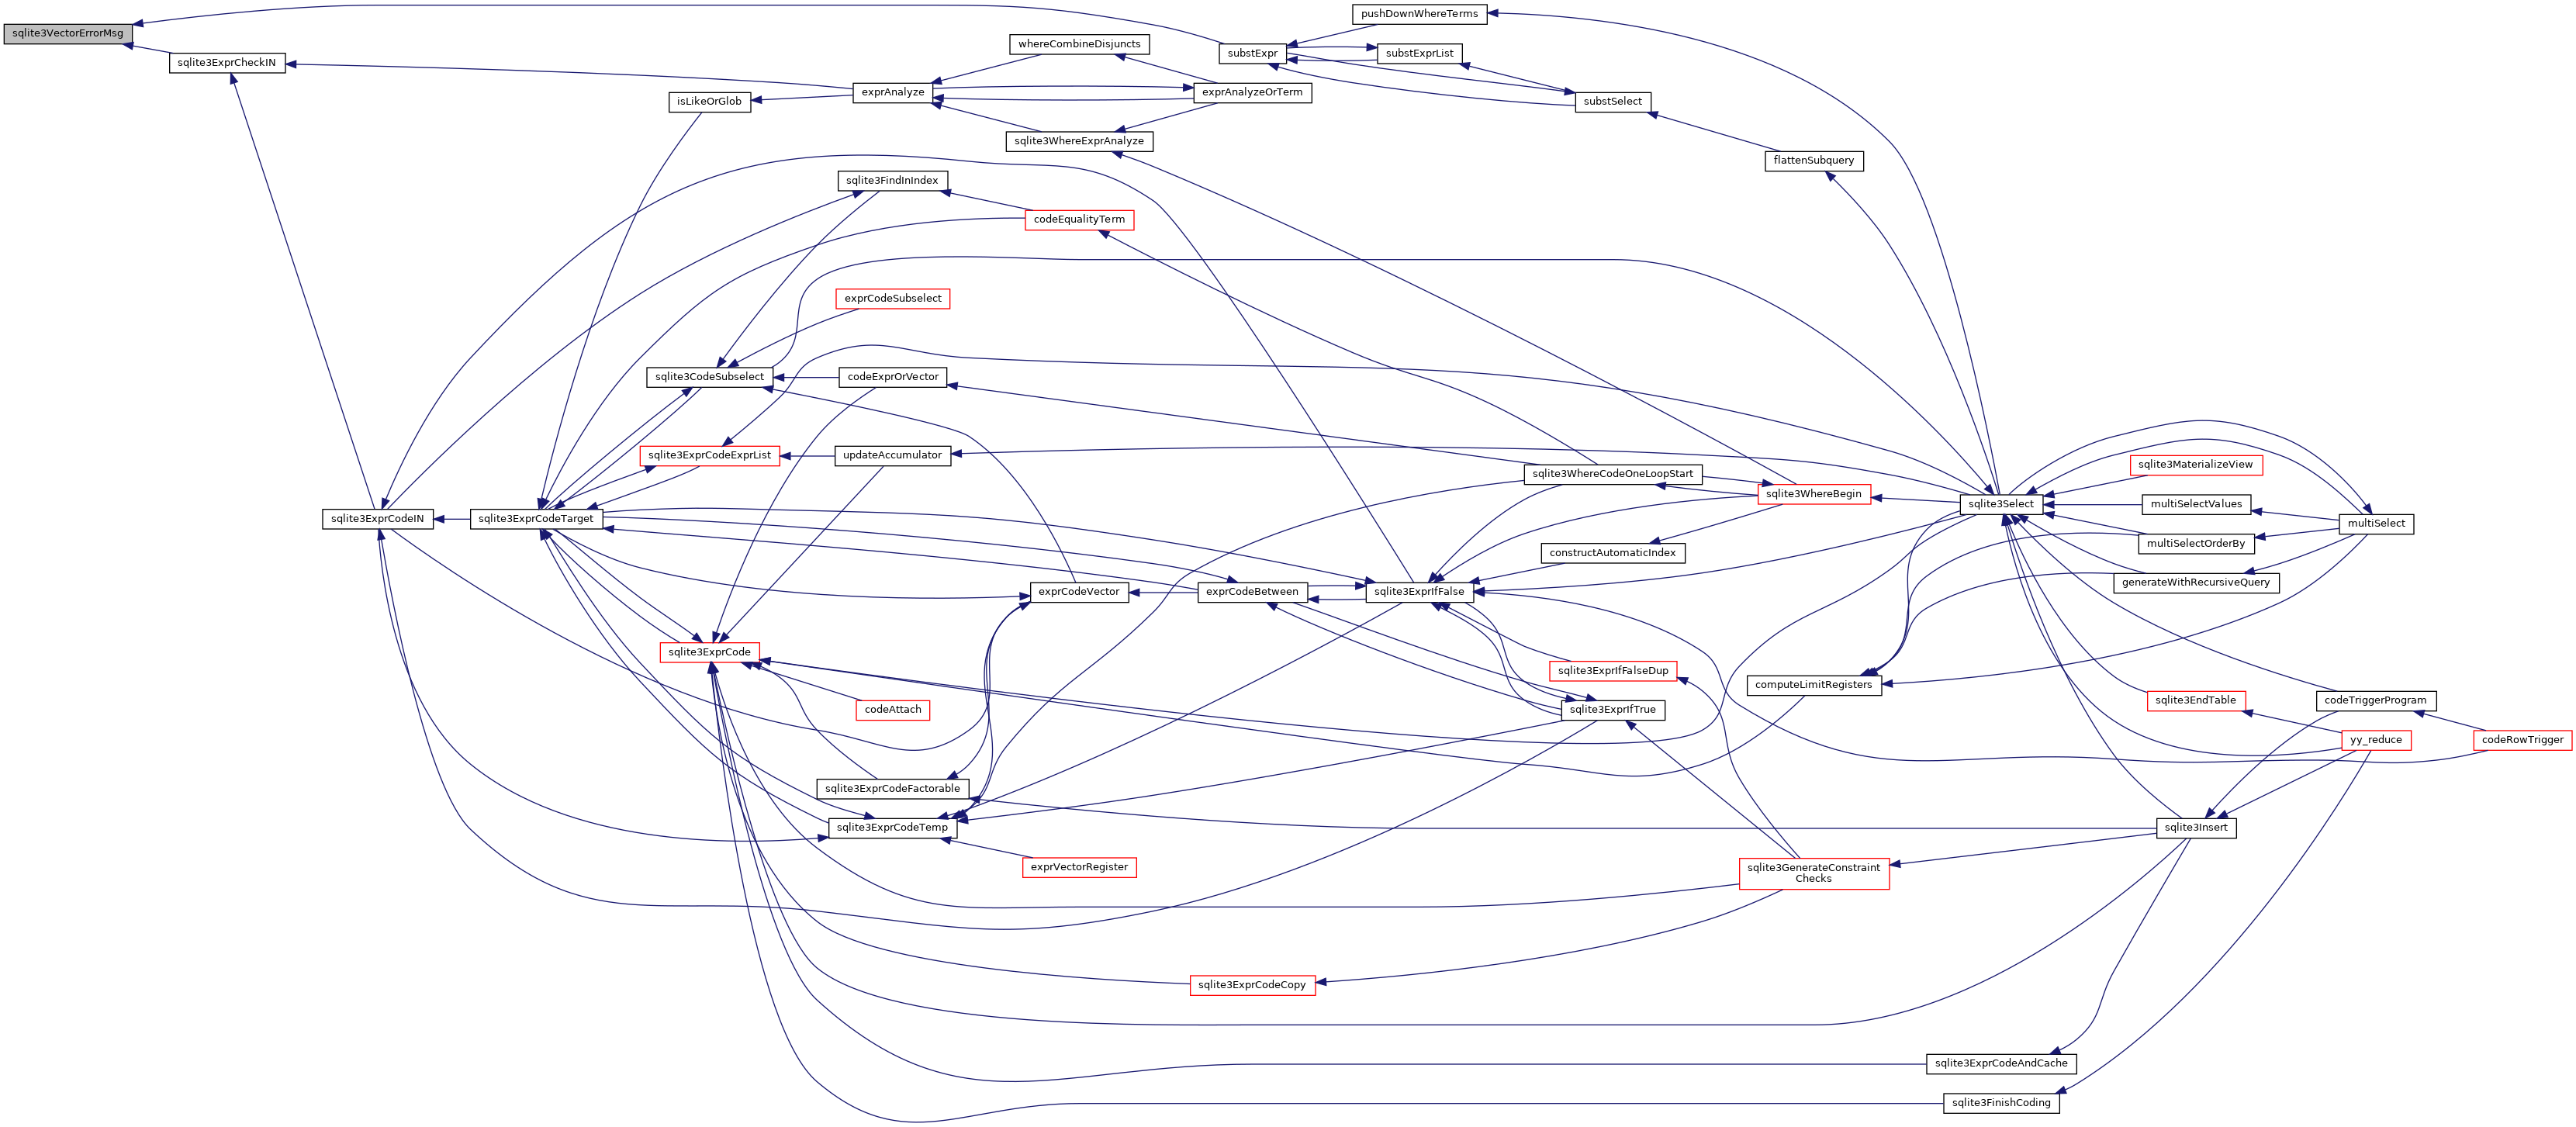 sqlite3VectorErrorMsg
sqlite3ExprCheckIN
pushDownWhereTerms
whereCombineDisjuncts
substExpr
substExprList
isLikeOrGlob
exprAnalyze
exprAnalyzeOrTerm
substSelect
sqlite3WhereExprAnalyze
flattenSubquery
sqlite3FindInIndex
codeEqualityTerm
exprCodeSubselect
sqlite3CodeSubselect
codeExprOrVector
sqlite3ExprCodeExprList
updateAccumulator
sqlite3WhereCodeOneLoopStart
sqlite3WhereBegin
sqlite3Select
sqlite3MaterializeView
multiSelectValues
multiSelect
sqlite3ExprCodeIN
sqlite3ExprCodeTarget
constructAutomaticIndex
multiSelectOrderBy
generateWithRecursiveQuery
exprCodeVector
exprCodeBetween
sqlite3ExprIfFalse
sqlite3ExprCode
sqlite3ExprIfFalseDup
computeLimitRegisters
sqlite3EndTable
codeTriggerProgram
codeAttach
sqlite3ExprIfTrue
yy_reduce
codeRowTrigger
sqlite3ExprCodeFactorable
sqlite3ExprCodeTemp
sqlite3Insert
exprVectorRegister
sqlite3GenerateConstraint
Checks
sqlite3ExprCodeCopy
sqlite3ExprCodeAndCache
sqlite3FinishCoding